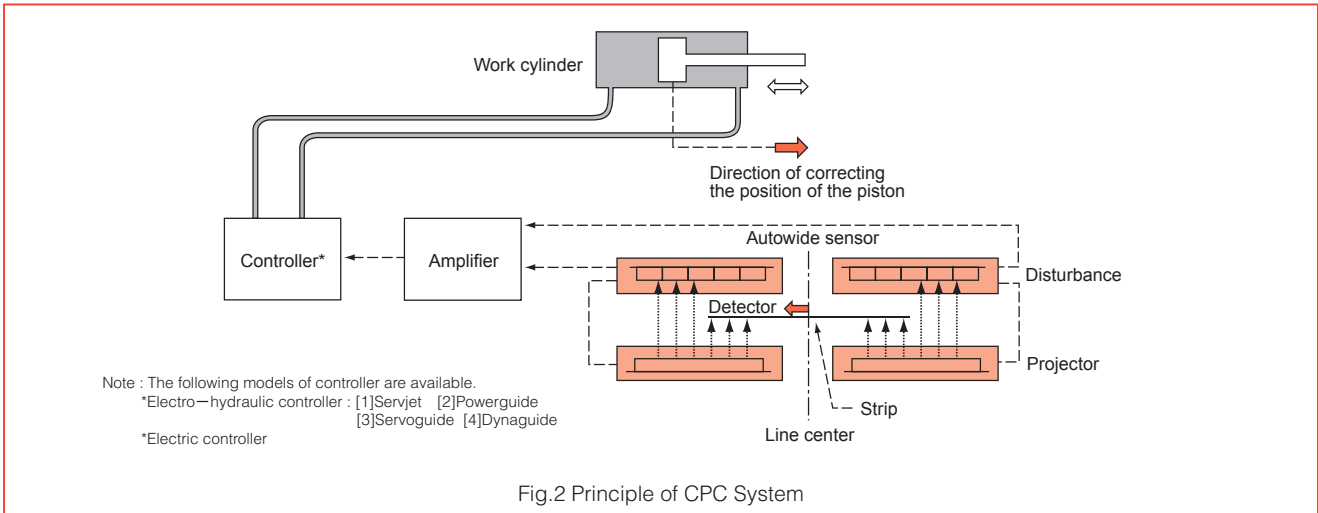 Work cylinder
Direction of correcting
the position of the piston
Controller*
Amplifier
Autowide sensor
Disturbance
Detector
Projector
Strip
Line center
Note : The following models of controller are available.
*Electro－hydraulic controller : [1]Servjet [2]Powerguide
[3]Servoguide [4]Dynaguide
*Electric controller
Fig.2 Principle of CPC System